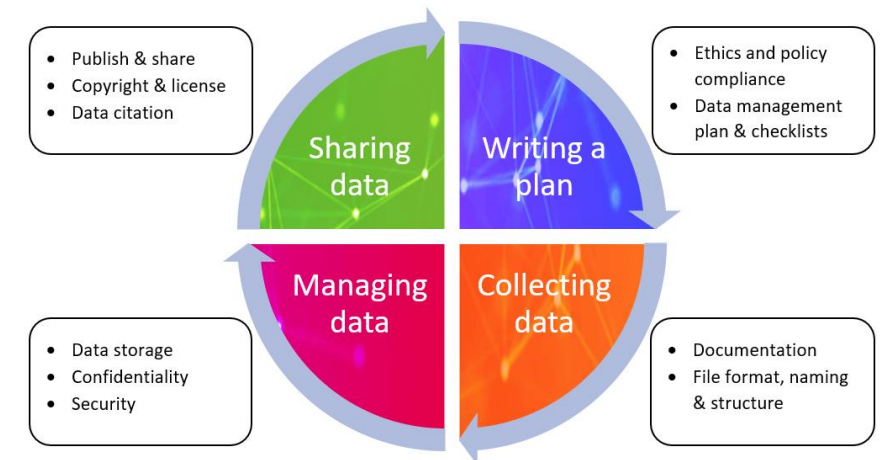 • Publish & share
• Copyright & license
• Data citation
Sharing
data
Writing a
plan
• Ethics and policy
compliance
• Data management
plan & checklists
Managing
data
Collecting
data
• Data storage
• Confidentiality
• Security
• Documentation
• File format, naming
& structure